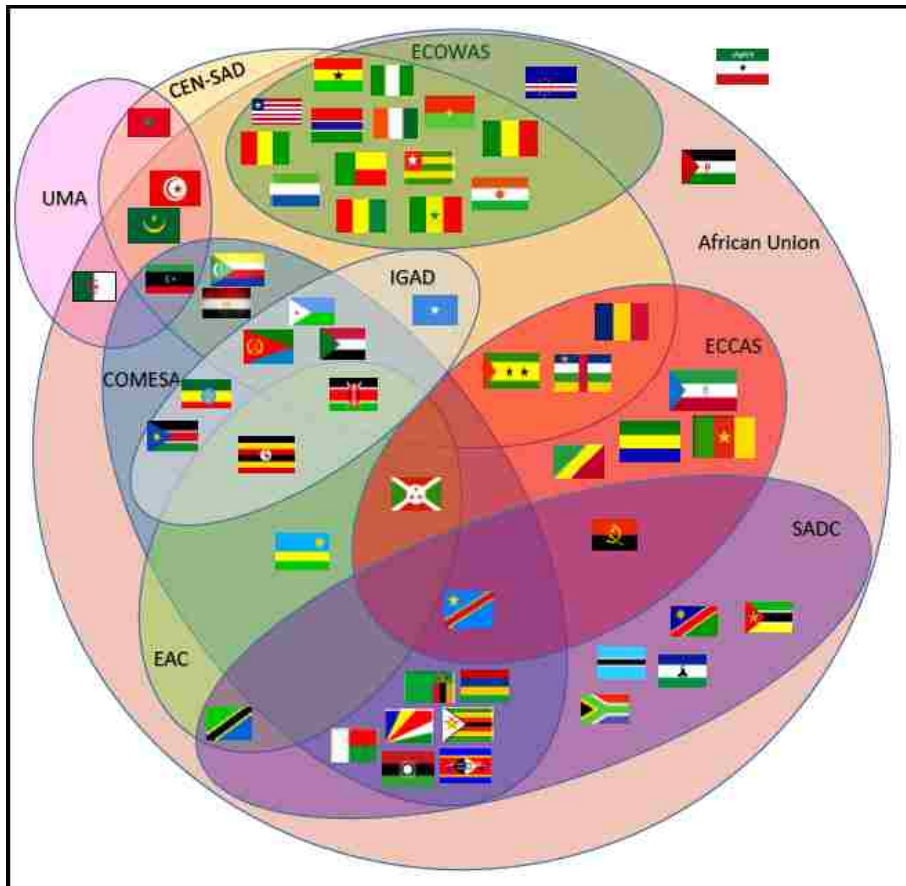 ECOWAS
CEN-SAD
UMA
African Union
IGAD
ECCAS
COMESA
SADC
EAC